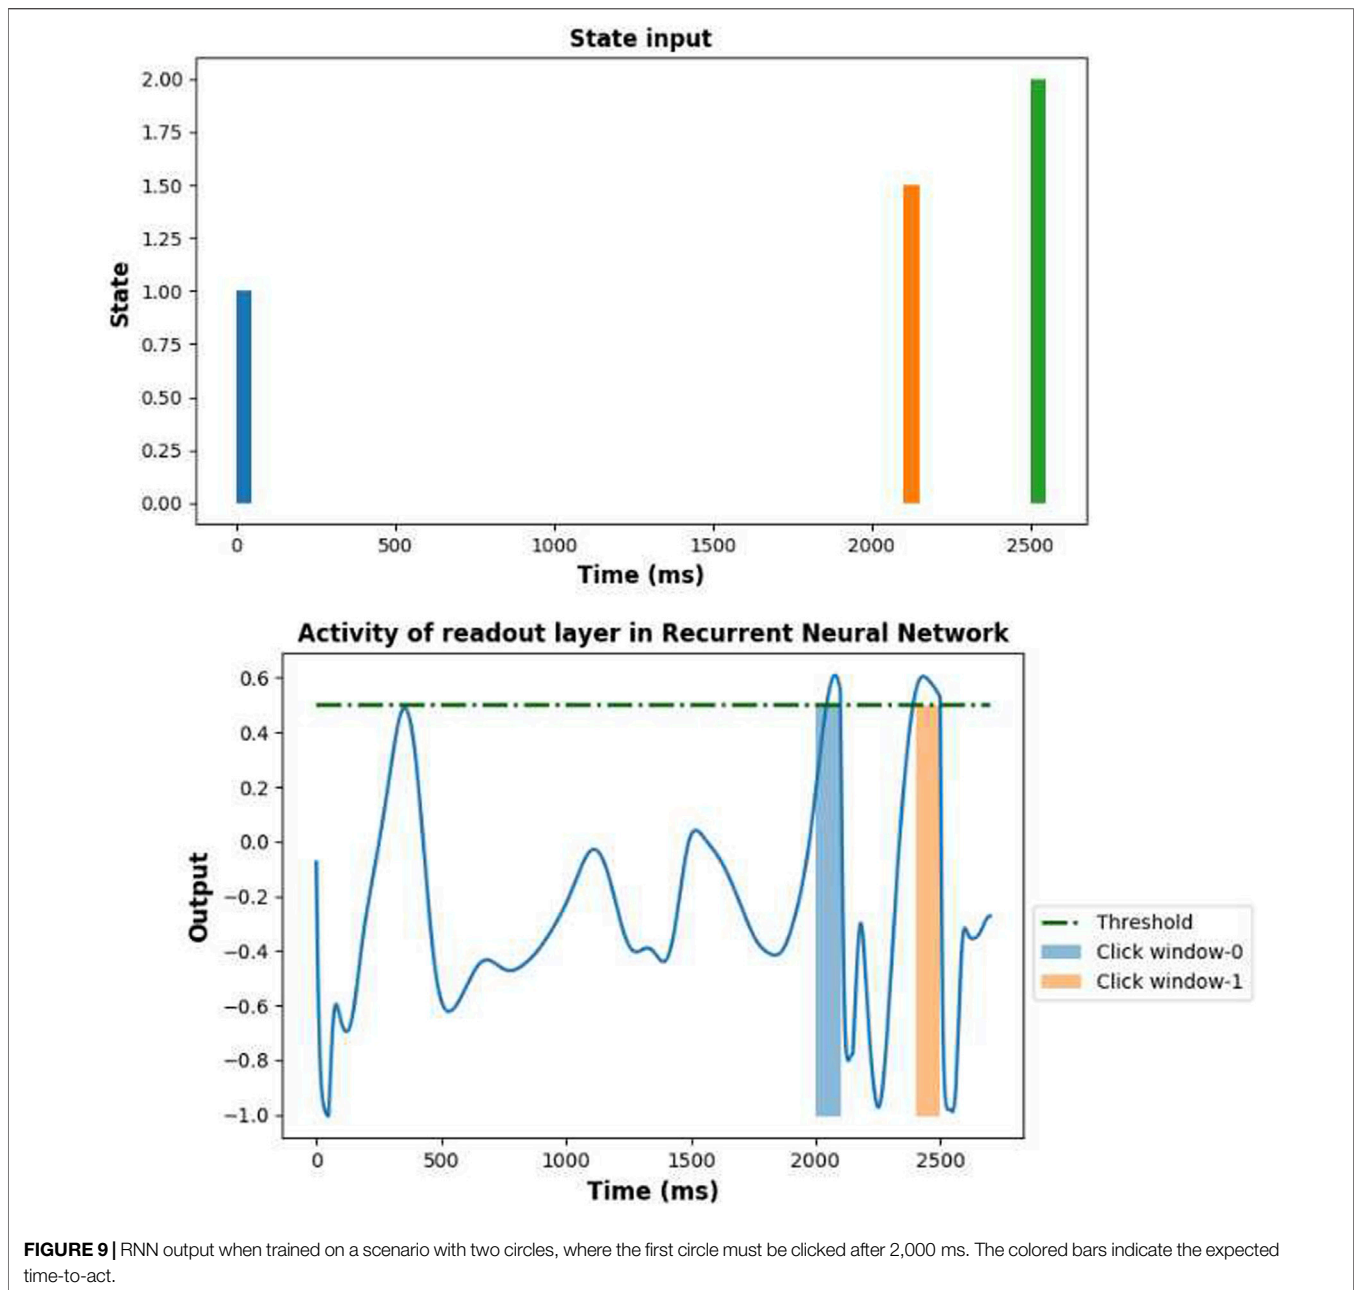 State input
2.00
1.75
1.50
1.25
1.00
0.75
0.50
0.25
0.00
State
0 500 1000 1500 2000 2500
Time (ms)
Activity of readout layer in Recurrent Neural Network
0.6
0.4
0.2
0.0
−0.2
−0.4
−0.6
−0.8
−1.0
Output
0 500 1000 1500 2000 2500
Time (ms)
Threshold
Click window-0
Click window-1
FIGURE 9 | RNN output when trained on a scenario with two circles, where the first circle must be clicked after 2,000 ms. The colored bars indicate the expected
time-to-act.